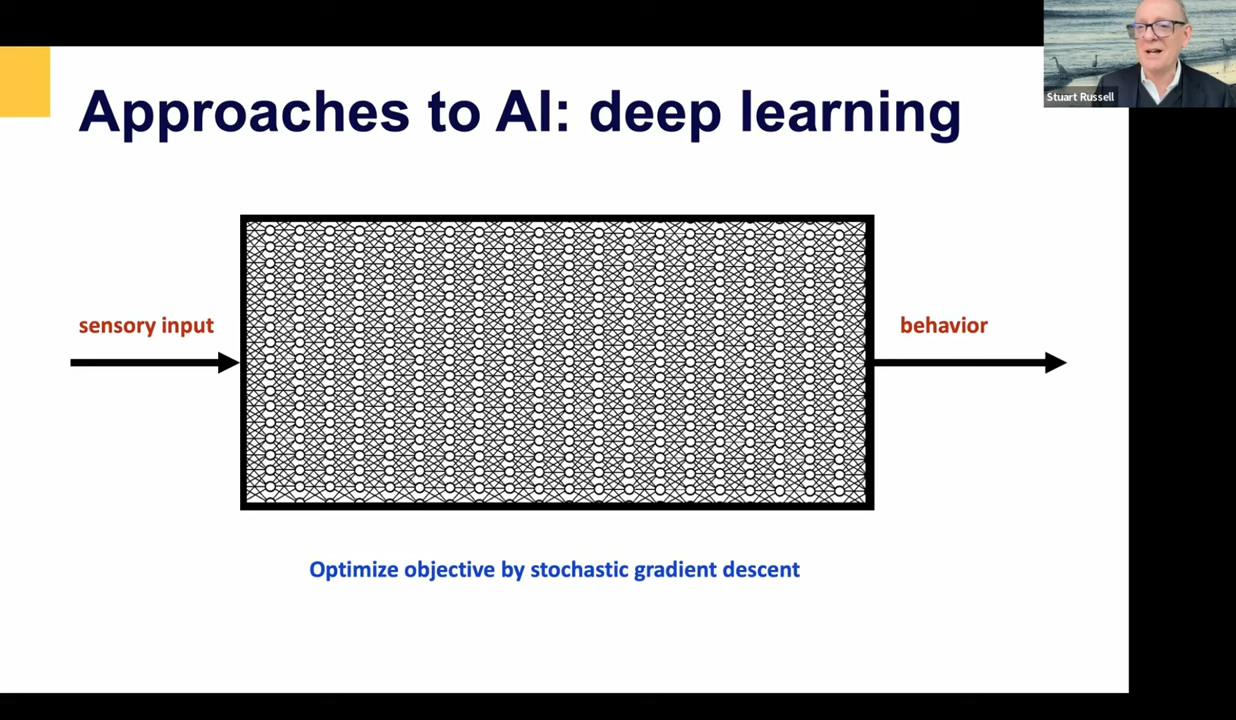 Stuart Russell
Approaches to AI: deep learning
sensory input
behavior
Optimize objective by stochastic gradient descent